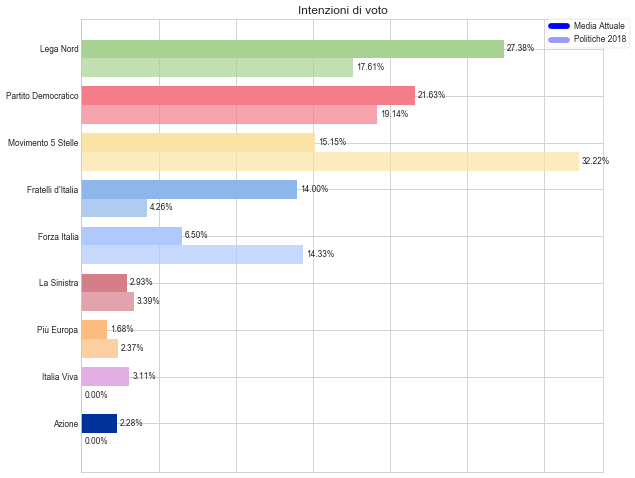 Intenzioni di voto
Media Attuale
Politiche 2018
Lega Nord
27.38%
17.61%
Partito Democratico
21.63%
19.14%
Movimento 5 Stelle
15.15%
32.22%
Fratelli d'Italia
14.00%
4.26%
Forza Italia
6.50%
14.33%
La Sinistra
2.93%
3.39%
Più Europa
1.68%
2.37%
Italia Viva
3.11%
0.00%
Azione
2.28%
0.00%